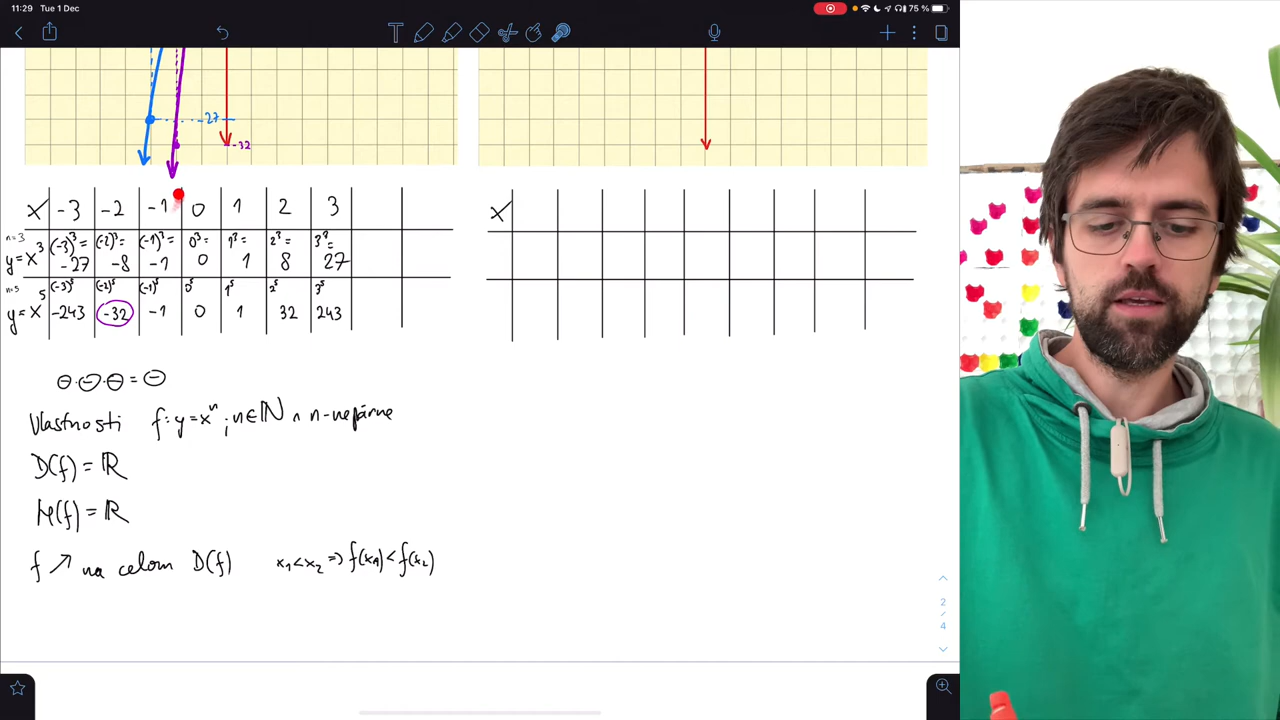 11:29 Tue 1 Dec
75 %
-27
-32
x -3 -2 -1 0 1 2 3
n=3 (-3)³= (-2)³= (-1)³= 0³= 1³= 2³= 3³=
y=x³ -27 -8 -1 0 1 8 27
n=5 (-3)⁵ (-2)⁵ (-1)⁵ 0⁵ 1⁵ 2⁵ 3⁵
y=x⁵ -243 -32 -1 0 1 32 243
x
⊖·⊖·⊖=⊖
Vlastnosti f: y=xⁿ ; n∈ℕ ∧ n-nepárne
D(f)=ℝ
H(f)=ℝ
f ↗ na celom D(f) x₁<x₂ ⇒ f(x₁)<f(x₂)
2
/
4